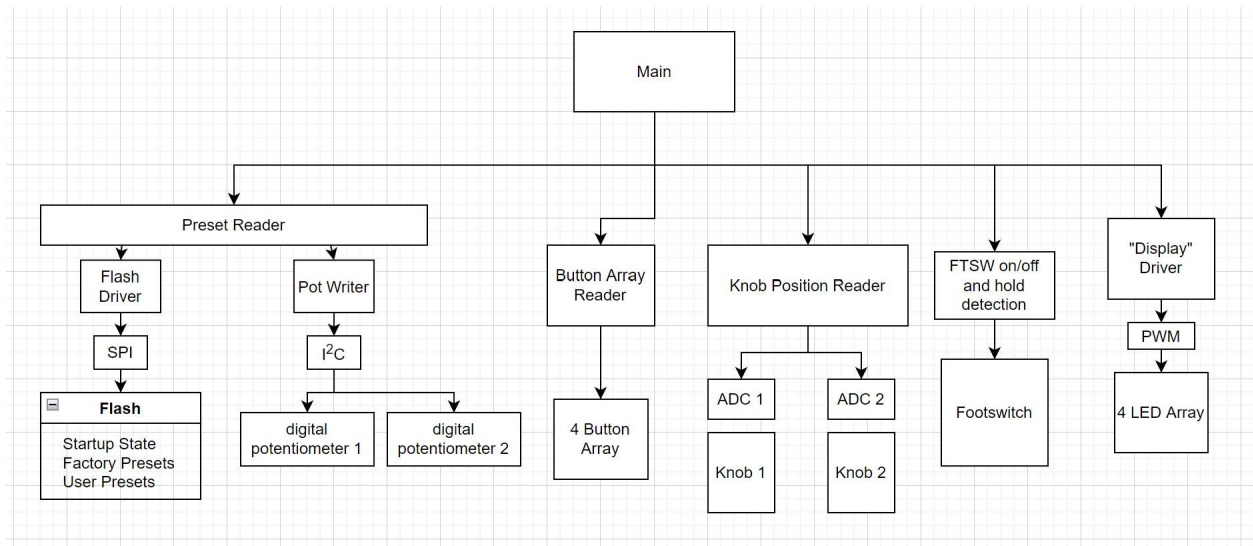 Main
Preset Reader
Flash
Driver
Pot Writer
Button Array
Reader
Knob Position Reader
FTSW on/off
and hold
detection
"Display"
Driver
SPI
I²C
PWM
Flash
Startup State
Factory Presets
User Presets
digital
potentiometer 1
digital
potentiometer 2
4 Button
Array
ADC 1
ADC 2
Knob 1
Knob 2
Footswitch
4 LED Array